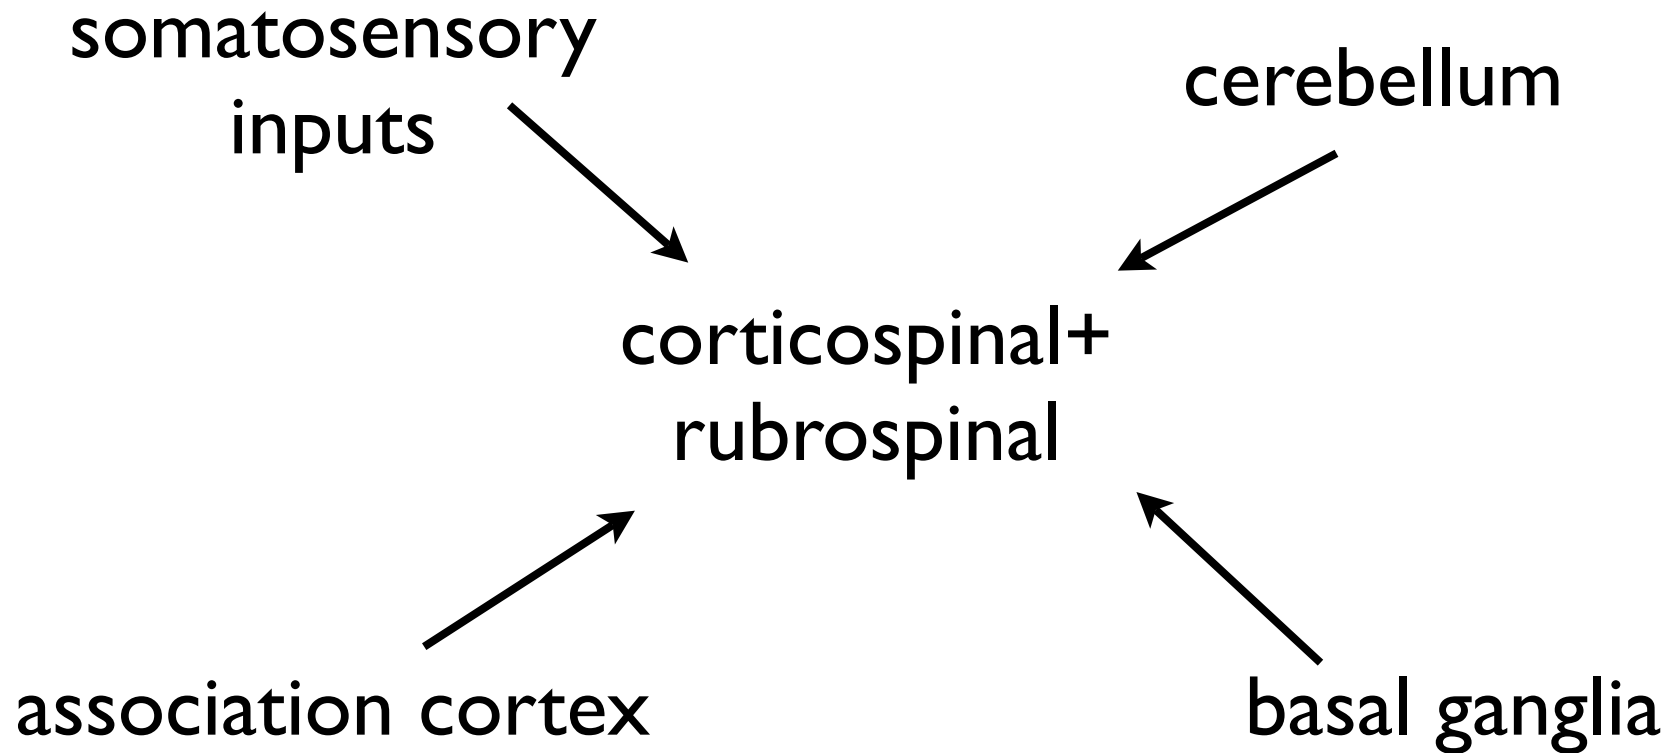 somatosensory
inputs
cerebellum
corticospinal+
rubrospinal
association cortex
basal ganglia